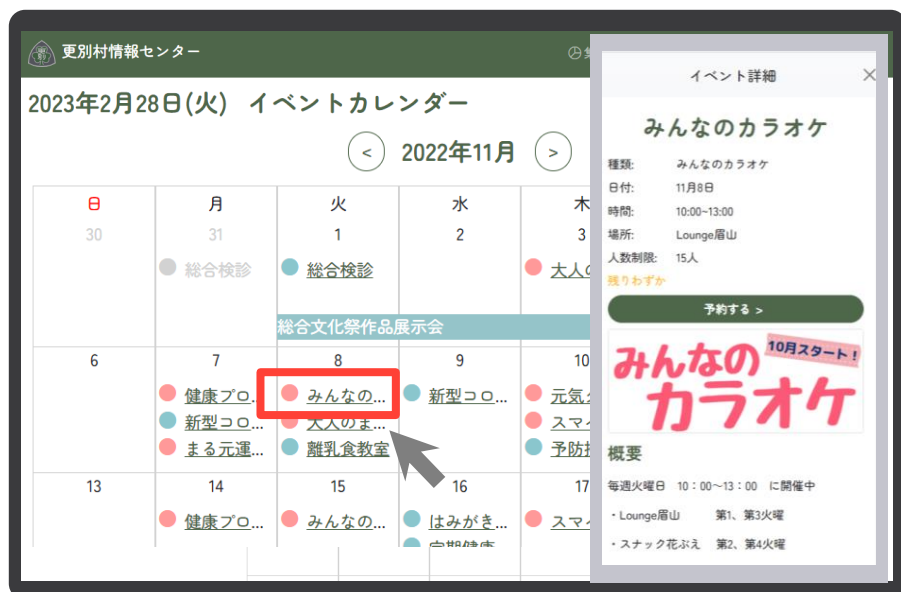 更別村情報センター
2023年2月28日(火) イベントカレンダー
< 2022年11月 >
日 月 火 水 木
30 31 1 2 3
総合検診 総合検診 大人の
総合文化祭作品展示会
6 7 8 9 10
健康プロ... みんなの... 新型コロ... 元気
新型コロ... 大人のま... スマ
まる元運... 離乳食教室 予防
13 14 15 16 17
健康プロ... みんなの... はみがき... スマ
定期健康
イベント詳細
みんなのカラオケ
種類: みんなのカラオケ
日付: 11月8日
時間: 10:00~13:00
場所: Lounge眉山
人数制限: 15人
残りわずか
予約する >
みんなの
10月スタート!
カラオケ
概要
毎週火曜日 10:00~13:00 に開催中
・Lounge眉山 第1、第3火曜
・スナック花ぶえ 第2、第4火曜